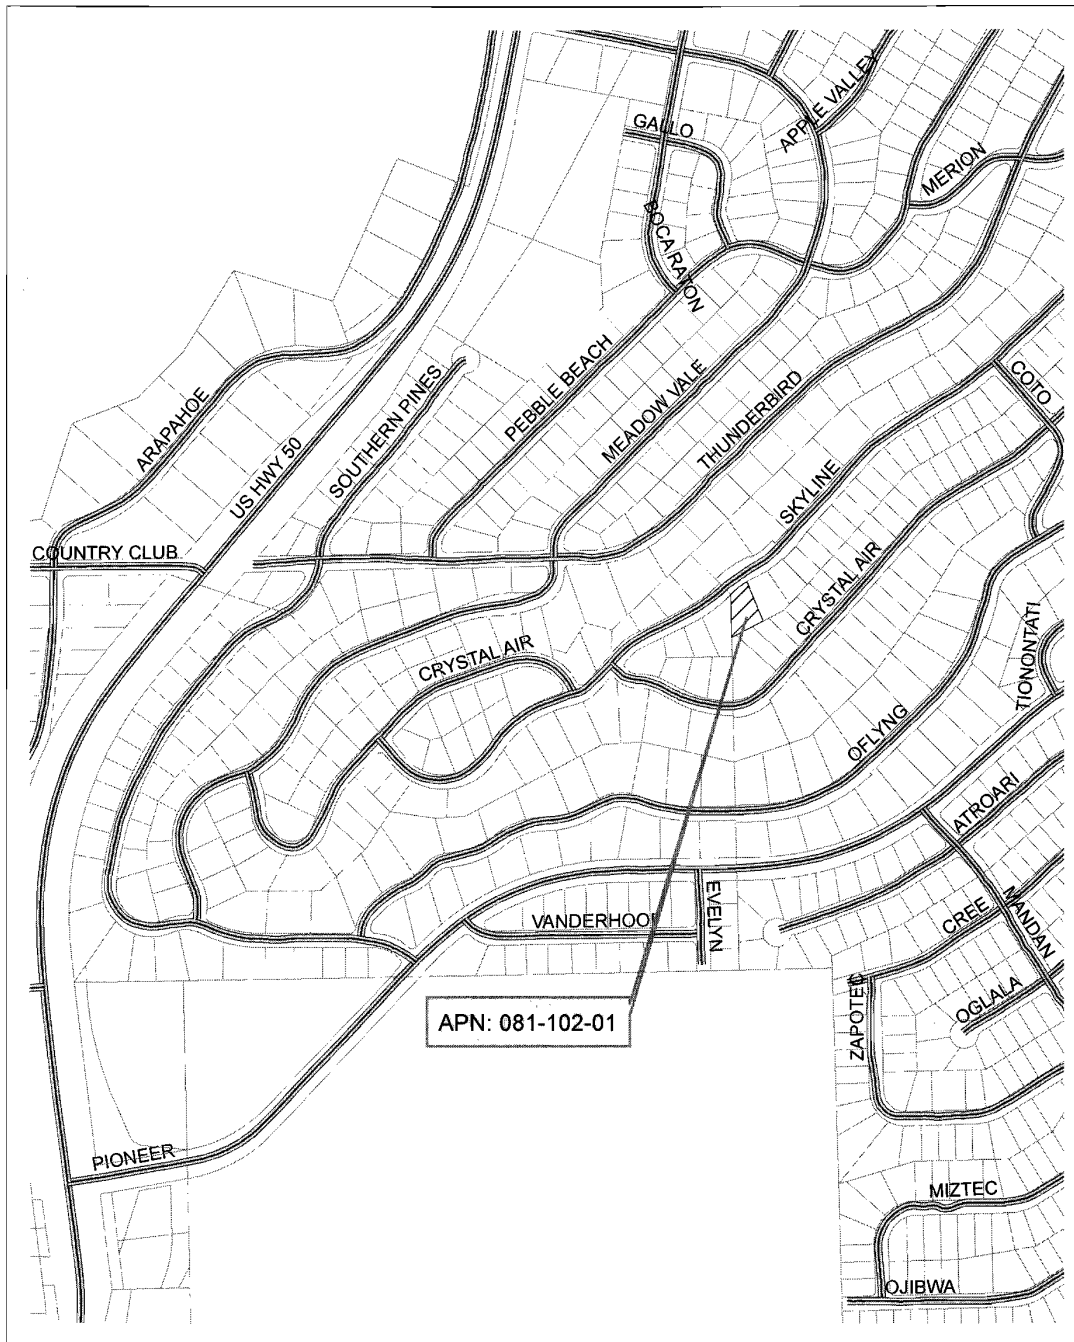 GALLO
APPLE VALLEY
MERION
BOCA RATON
PEBBLE BEACH
MEADOW VALE
THUNDERBIRD
COTO
ARAPAHOE
US HWY 50
SOUTHERN PINES
SKYLINE
COUNTRY CLUB
CRYSTAL AIR
CRYSTAL AIR
TIONONTATI
OFLYNG
ATROARI
VANDERHOOF
EVELYN
CREE
MANDAN
ZAPOTEC
OGLALA
APN: 081-102-01
PIONEER
MIZTEC
OJIBWA